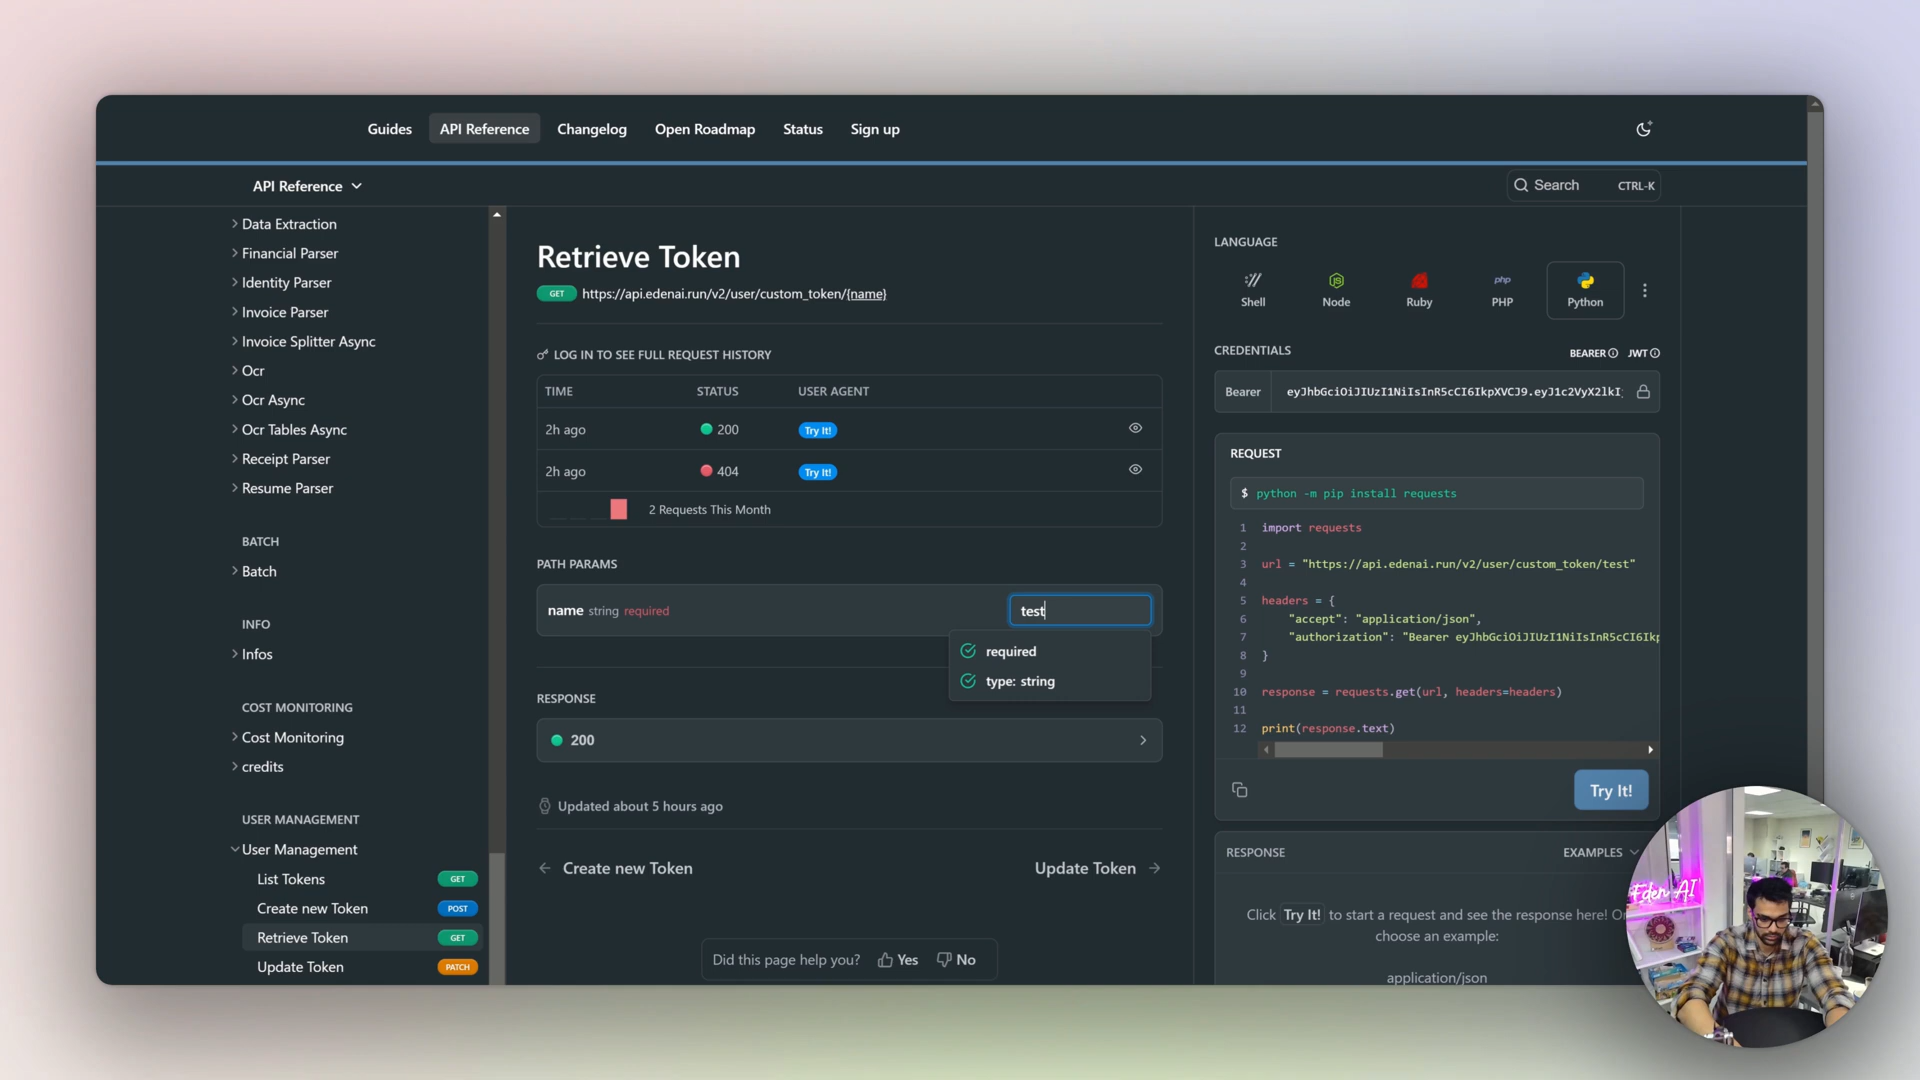 Guides API Reference Changelog Open Roadmap Status Sign up
API Reference
Search CTRL-K
Data Extraction
Financial Parser
Identity Parser
Invoice Parser
Invoice Splitter Async
Ocr
Ocr Async
Ocr Tables Async
Receipt Parser
Resume Parser
BATCH
Batch
INFO
Infos
COST MONITORING
Cost Monitoring
credits
USER MANAGEMENT
User Management
List Tokens GET
Create new Token POST
Retrieve Token GET
Update Token PATCH
Retrieve Token
GET https://api.edenai.run/v2/user/custom_token/{name}
LOG IN TO SEE FULL REQUEST HISTORY
TIME STATUS USER AGENT
2h ago 200 Try It!
2h ago 404 Try It!
2 Requests This Month
PATH PARAMS
name string required test
required
type: string
RESPONSE
200
Updated about 5 hours ago
Create new Token Update Token
Did this page help you? Yes No
LANGUAGE
Shell Node Ruby php PHP Python
CREDENTIALS BEARER JWT
Bearer eyJhbGciOiJIUzI1NiIsInR5cCI6IkpXVCJ9.eyJ1c2VyX2lkI
REQUEST
$ python -m pip install requests
1 import requests
2
3 url = "https://api.edenai.run/v2/user/custom_token/test"
4
5 headers = {
6 "accept": "application/json",
7 "authorization": "Bearer eyJhbGciOiJIUzI1NiIsInR5cCI6Ikp
8 }
9
10 response = requests.get(url, headers=headers)
11
12 print(response.text)
Try It!
RESPONSE EXAMPLES
Click Try It! to start a request and see the response here! Or
choose an example:
application/json
Eden AI